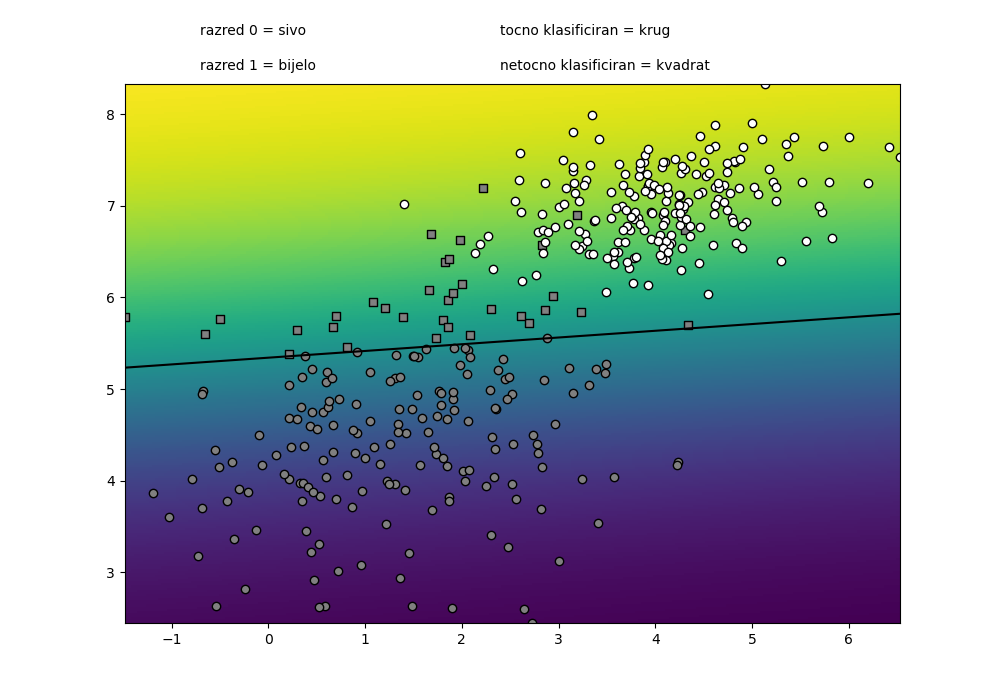 razred 0 = sivo
tocno klasificiran = krug
razred 1 = bijelo
netocno klasificiran = kvadrat
8
7
6
5
4
3
−1 0 1 2 3 4 5 6